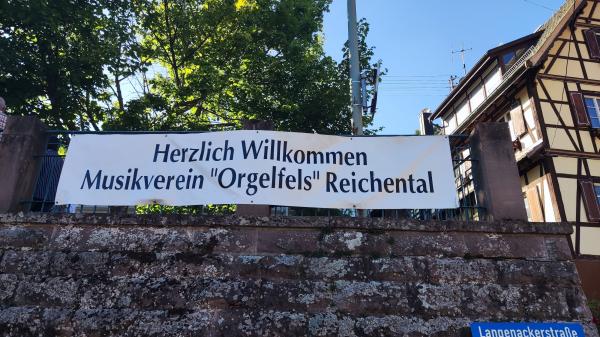 Herzlich Willkommen
Musikverein "Orgelfels" Reichental
Langenackerstraße